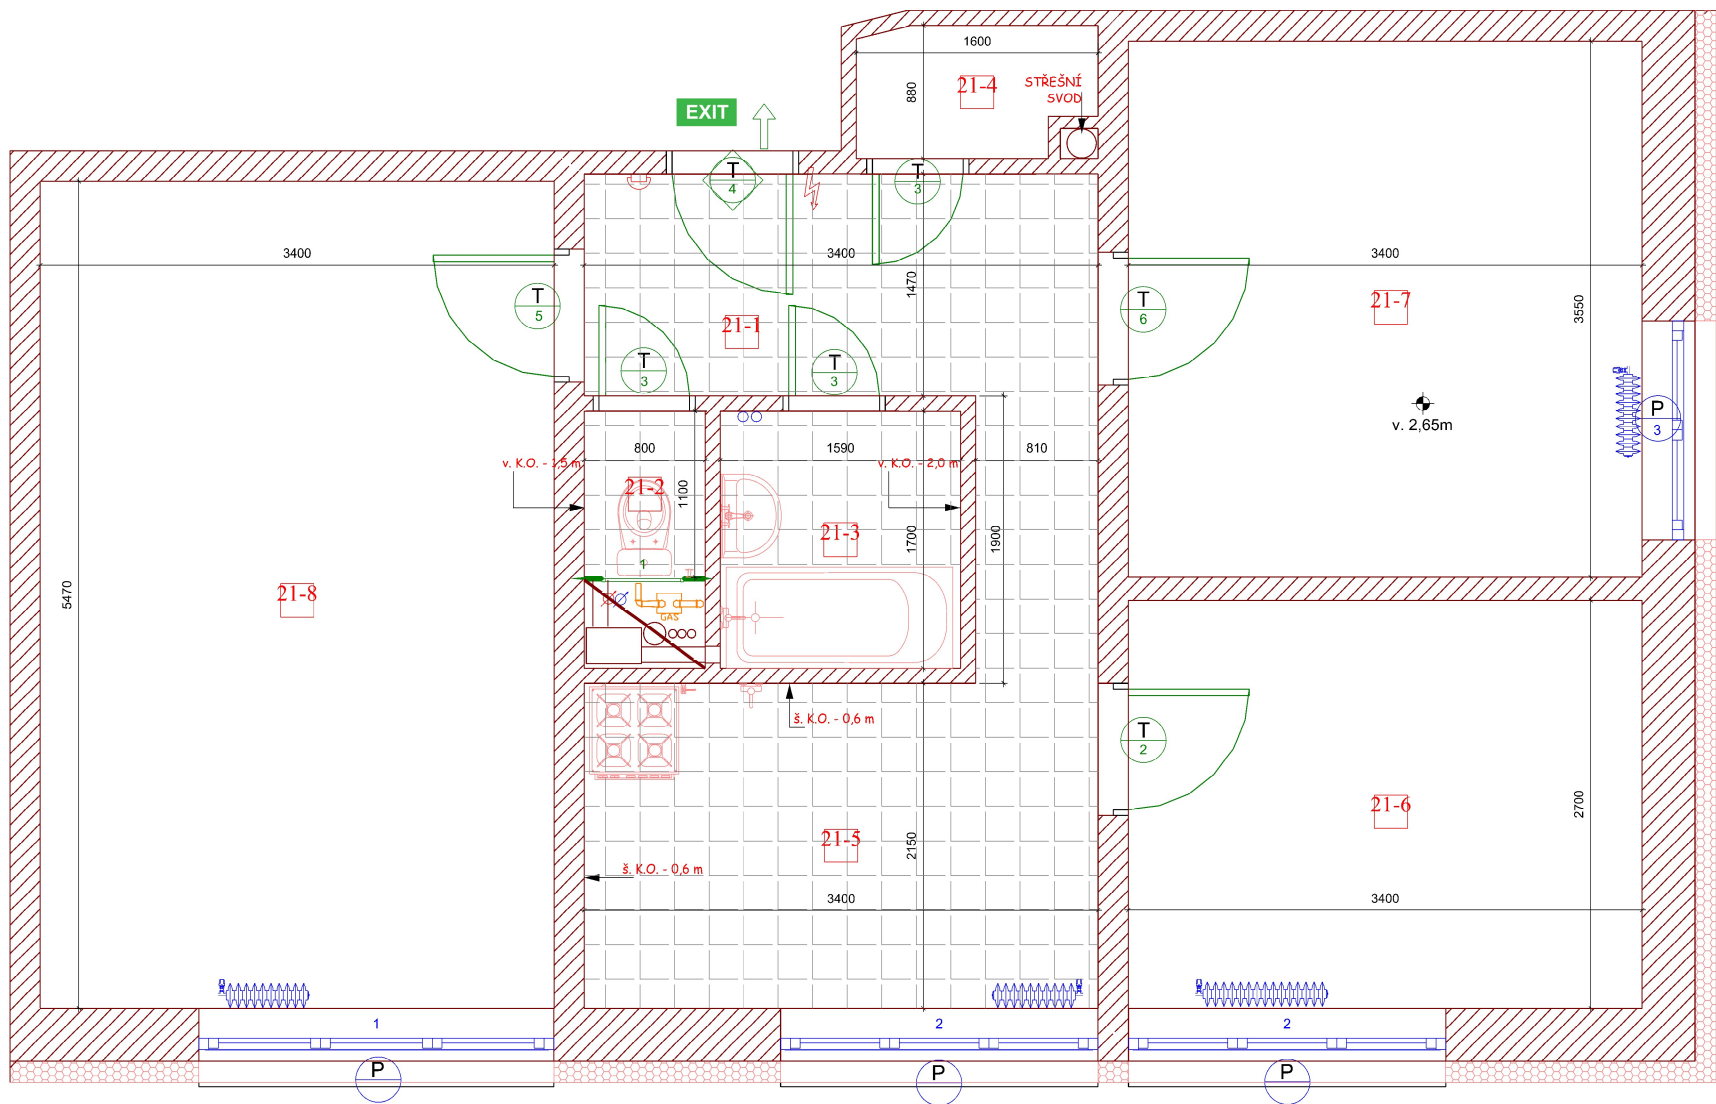 1600
21-4
STŘEŠNÍ
SVOD
880
EXIT
T
4
T
3
3400
3400
3400
1470
T
5
21-1
T
6
21-7
3550
T
3
T
3
P
3
v. 2,65m
800
1590
810
v. K.O. - 1,5 m
v. K.O. - 2,0 m
21-2
1100
21-3
1700
1900
1
5470
21-8
GAS
š. K.O. - 0,6 m
T
2
21-6
2700
21-5
2150
š. K.O. - 0,6 m
3400
3400
1
2
2
P
P
P